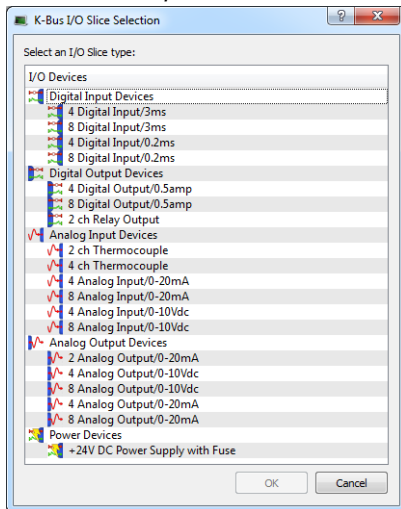 K-Bus I/O Slice Selection
Select an I/O Slice type:
I/O Devices
Digital Input Devices
4 Digital Input/3ms
8 Digital Input/3ms
4 Digital Input/0.2ms
8 Digital Input/0.2ms
Digital Output Devices
4 Digital Output/0.5amp
8 Digital Output/0.5amp
2 ch Relay Output
Analog Input Devices
2 ch Thermocouple
4 ch Thermocouple
4 Analog Input/0-20mA
8 Analog Input/0-20mA
4 Analog Input/0-10Vdc
8 Analog Input/0-10Vdc
Analog Output Devices
2 Analog Output/0-20mA
4 Analog Output/0-10Vdc
8 Analog Output/0-10Vdc
4 Analog Output/0-20mA
8 Analog Output/0-20mA
Power Devices
+24V DC Power Supply with Fuse
OK Cancel